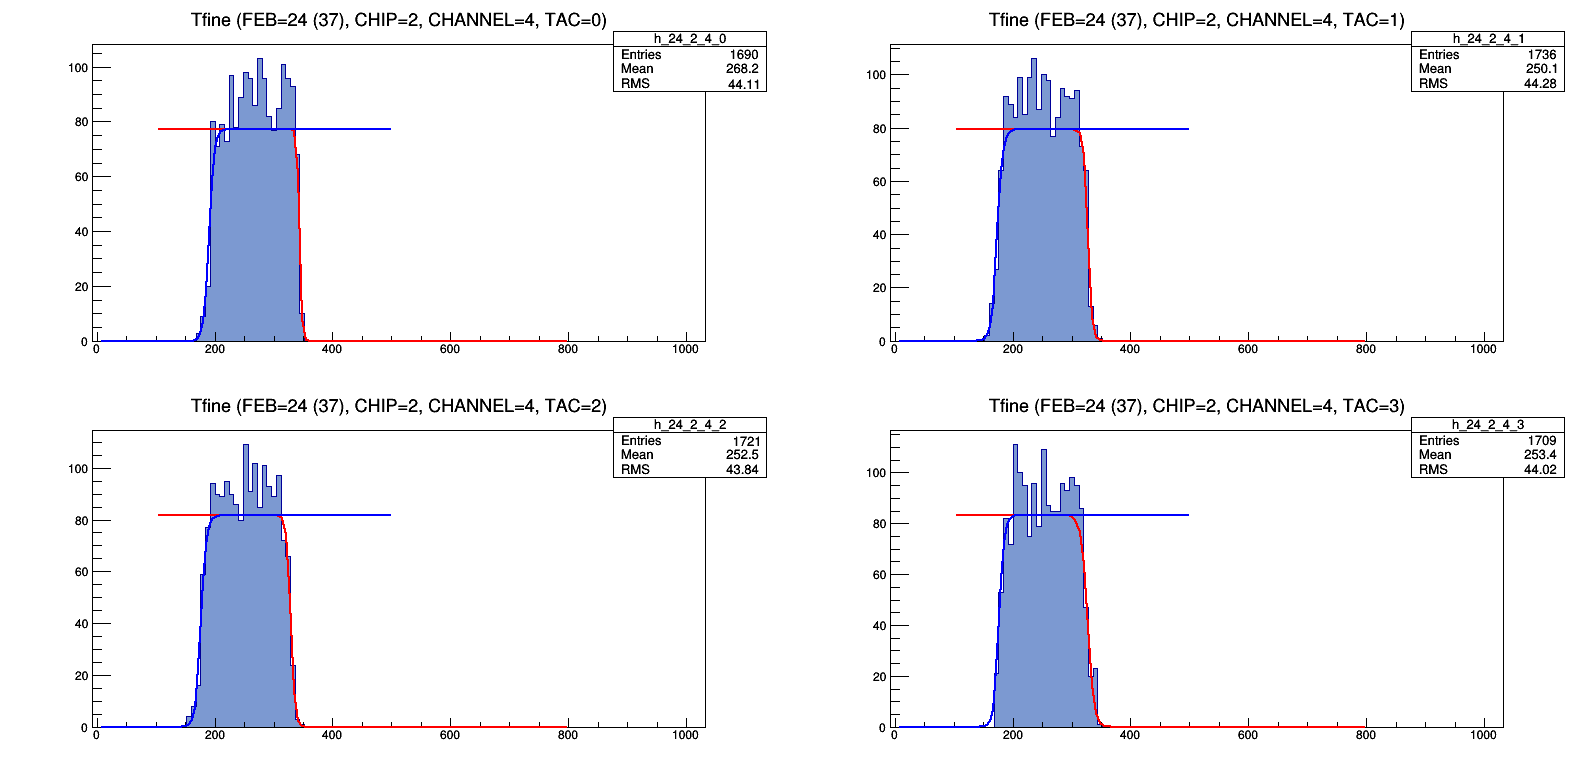 Tfine (FEB=24 (37), CHIP=2, CHANNEL=4, TAC=0)
h_24_2_4_0
Entries 1690
Mean 268.2
RMS 44.11
100
80
60
40
20
0
0 200 400 600 800 1000
Tfine (FEB=24 (37), CHIP=2, CHANNEL=4, TAC=1)
h_24_2_4_1
Entries 1736
Mean 250.1
RMS 44.28
100
80
60
40
20
0
0 200 400 600 800 1000
Tfine (FEB=24 (37), CHIP=2, CHANNEL=4, TAC=2)
h_24_2_4_2
Entries 1721
Mean 252.5
RMS 43.84
100
80
60
40
20
0
0 200 400 600 800 1000
Tfine (FEB=24 (37), CHIP=2, CHANNEL=4, TAC=3)
h_24_2_4_3
Entries 1709
Mean 253.4
RMS 44.02
100
80
60
40
20
0
0 200 400 600 800 1000